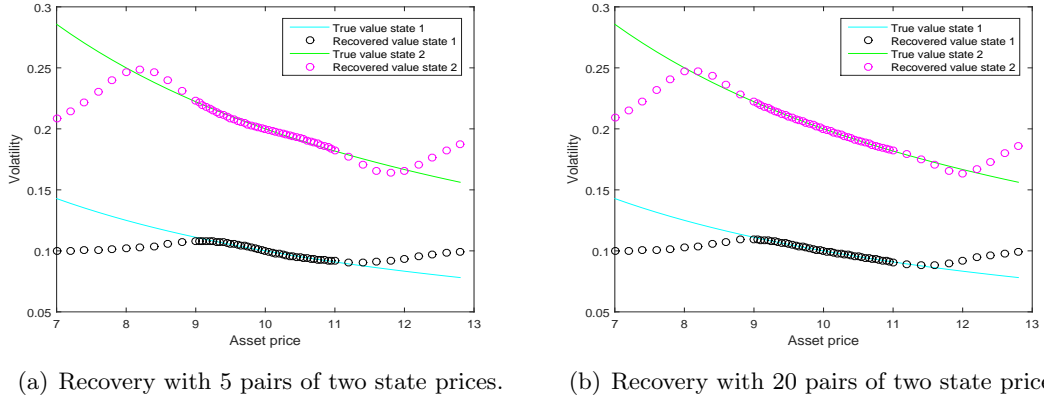 0.3
0.25
0.2
0.15
0.1
0.05
Volatility
7 8 9 10 11 12 13
Asset price
True value state 1
Recovered value state 1
True value state 2
Recovered value state 2
(a) Recovery with 5 pairs of two state prices.
0.3
0.25
0.2
0.15
0.1
0.05
Volatility
7 8 9 10 11 12 13
Asset price
True value state 1
Recovered value state 1
True value state 2
Recovered value state 2
(b) Recovery with 20 pairs of two state price